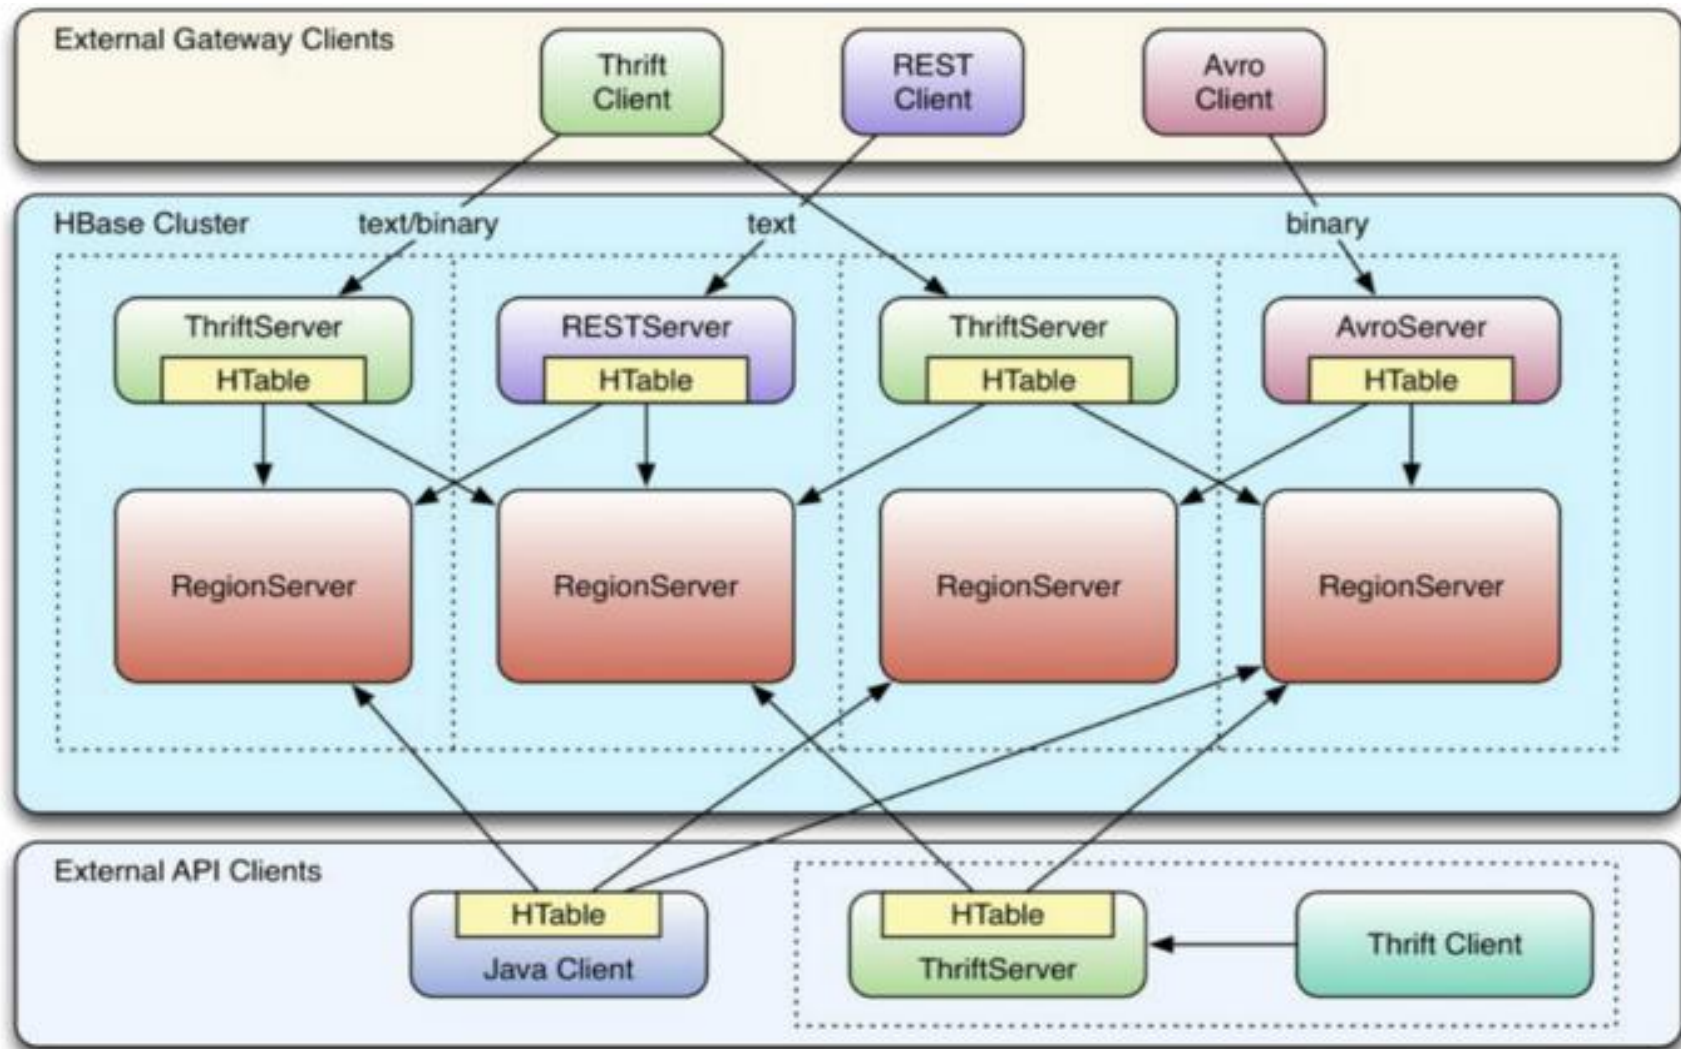 External Gateway Clients
Thrift
Client
REST
Client
Avro
Client
HBase Cluster
text/binary
text
binary
ThriftServer
HTable
RESTServer
HTable
ThriftServer
HTable
AvroServer
HTable
RegionServer
RegionServer
RegionServer
RegionServer
External API Clients
HTable
Java Client
HTable
ThriftServer
Thrift Client